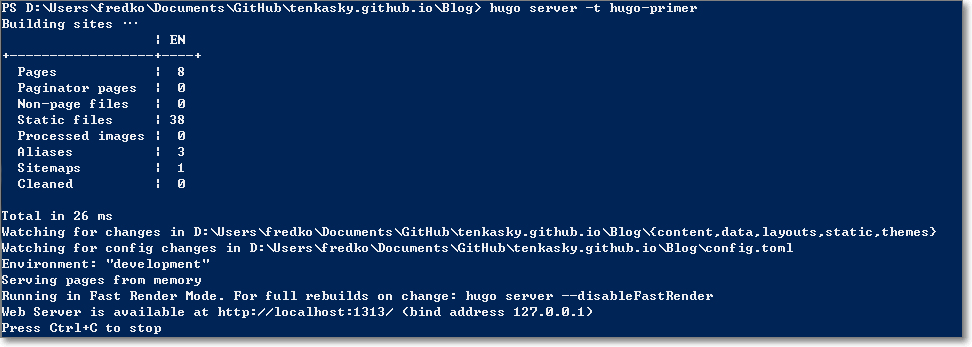 PS D:\Users\fredko\Documents\GitHub\tenkasky.github.io\Blog> hugo server -t hugo-primer
Building sites …
                   | EN
+------------------+----+
  Pages            |  8
  Paginator pages  |  0
  Non-page files   |  0
  Static files     | 38
  Processed images |  0
  Aliases          |  3
  Sitemaps         |  1
  Cleaned          |  0

Total in 26 ms
Watching for changes in D:\Users\fredko\Documents\GitHub\tenkasky.github.io\Blog\{content,data,layouts,static,themes}
Watching for config changes in D:\Users\fredko\Documents\GitHub\tenkasky.github.io\Blog\config.toml
Environment: "development"
Serving pages from memory
Running in Fast Render Mode. For full rebuilds on change: hugo server --disableFastRender
Web Server is available at http://localhost:1313/ (bind address 127.0.0.1)
Press Ctrl+C to stop